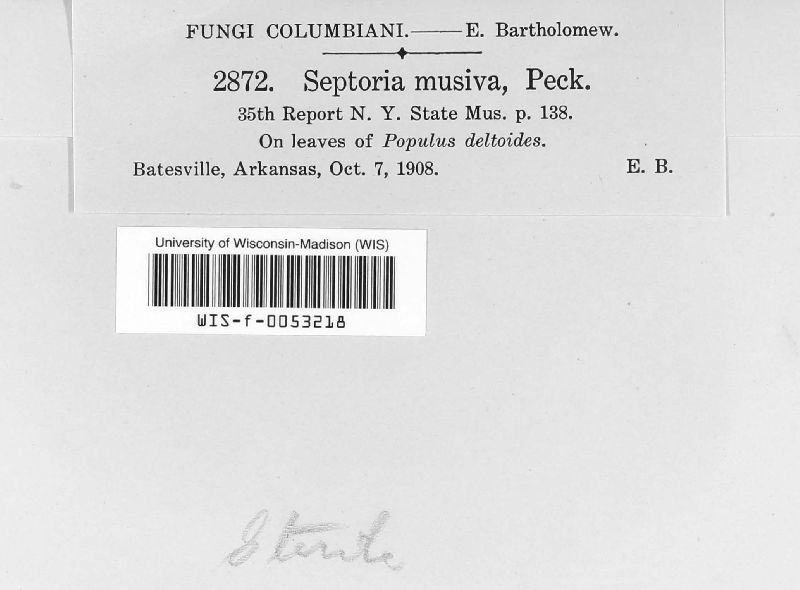 FUNGI COLUMBIANI.—E. Bartholomew.
2872. Septoria musiva, Peck.
35th Report N. Y. State Mus. p. 138.
On leaves of Populus deltoides.
Batesville, Arkansas, Oct. 7, 1908. E. B.
University of Wisconsin-Madison (WIS)
WIS-f-0053218
Sterile